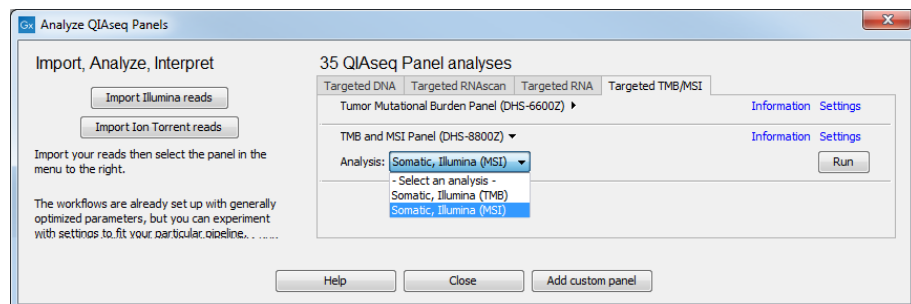 Gx Analyze QIAseq Panels
X
Import, Analyze, Interpret
Import Illumina reads
Import Ion Torrent reads
Import your reads then select the panel in the
menu to the right.
The workflows are already set up with generally
optimized parameters, but you can experiment
with settings to fit your particular pipeline.
35 QIAseq Panel analyses
Targeted DNA Targeted RNAscan Targeted RNA Targeted TMB/MSI
Tumor Mutational Burden Panel (DHS-6600Z) Information Settings
TMB and MSI Panel (DHS-8800Z) Information Settings
Analysis: Somatic, Illumina (MSI) Run
- Select an analysis -
Somatic, Illumina (TMB)
Somatic, Illumina (MSI)
Help Close Add custom panel